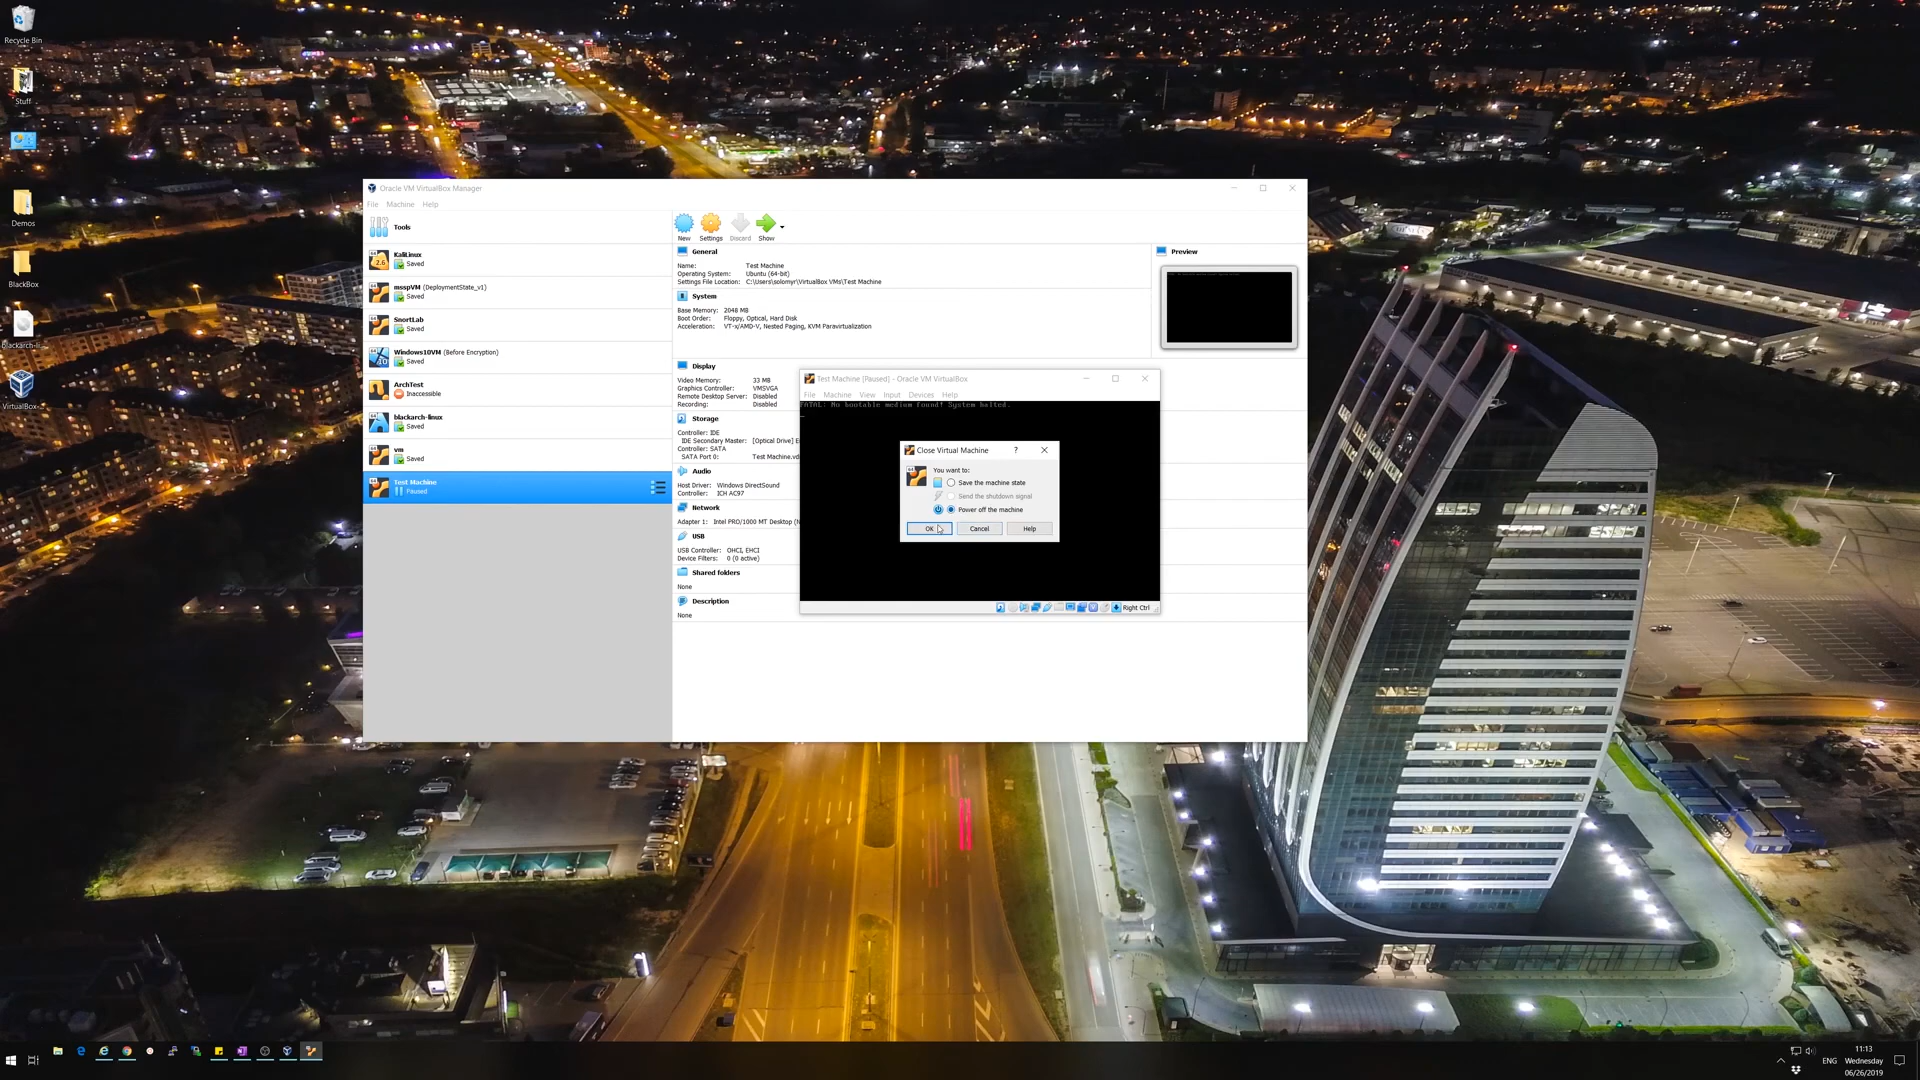 Recycle Bin
Stuff
Demos
BlackBox
blackarch-li...
VirtualBox-
Oracle VM VirtualBox Manager
File Machine Help
Tools
New Settings Discard Show
KaliLinux
Saved
msspVM (DeploymentState_v1)
Saved
SnortLab
Saved
Windows10VM (Before Encryption)
Saved
ArchTest
Inaccessible
blackarch-linux
Saved
vm
Saved
Test Machine
Paused
General
Name: Test Machine
Operating System: Ubuntu (64-bit)
Settings File Location: C:\Users\solomyr\VirtualBox VMs\Test Machine
System
Base Memory: 2048 MB
Boot Order: Floppy, Optical, Hard Disk
Acceleration: VT-x/AMD-V, Nested Paging, KVM Paravirtualization
Preview
Display
Video Memory: 33 MB
Graphics Controller: VMSVGA
Remote Desktop Server: Disabled
Recording: Disabled
Storage
Controller: IDE
IDE Secondary Master: [Optical Drive] E
Controller: SATA
SATA Port 0: Test Machine.vd
Audio
Host Driver: Windows DirectSound
Controller: ICH AC97
Network
Adapter 1: Intel PRO/1000 MT Desktop (N
USB
USB Controller: OHCI, EHCI
Device Filters: 0 (0 active)
Shared folders
None
Description
None
Test Machine [Paused] - Oracle VM VirtualBox
File Machine View Input Devices Help
FATAL: No bootable medium found! System halted.
Close Virtual Machine
You want to:
Save the machine state
Send the shutdown signal
Power off the machine
OK Cancel Help
Right Ctrl
ENG
11:13
Wednesday
06/26/2019